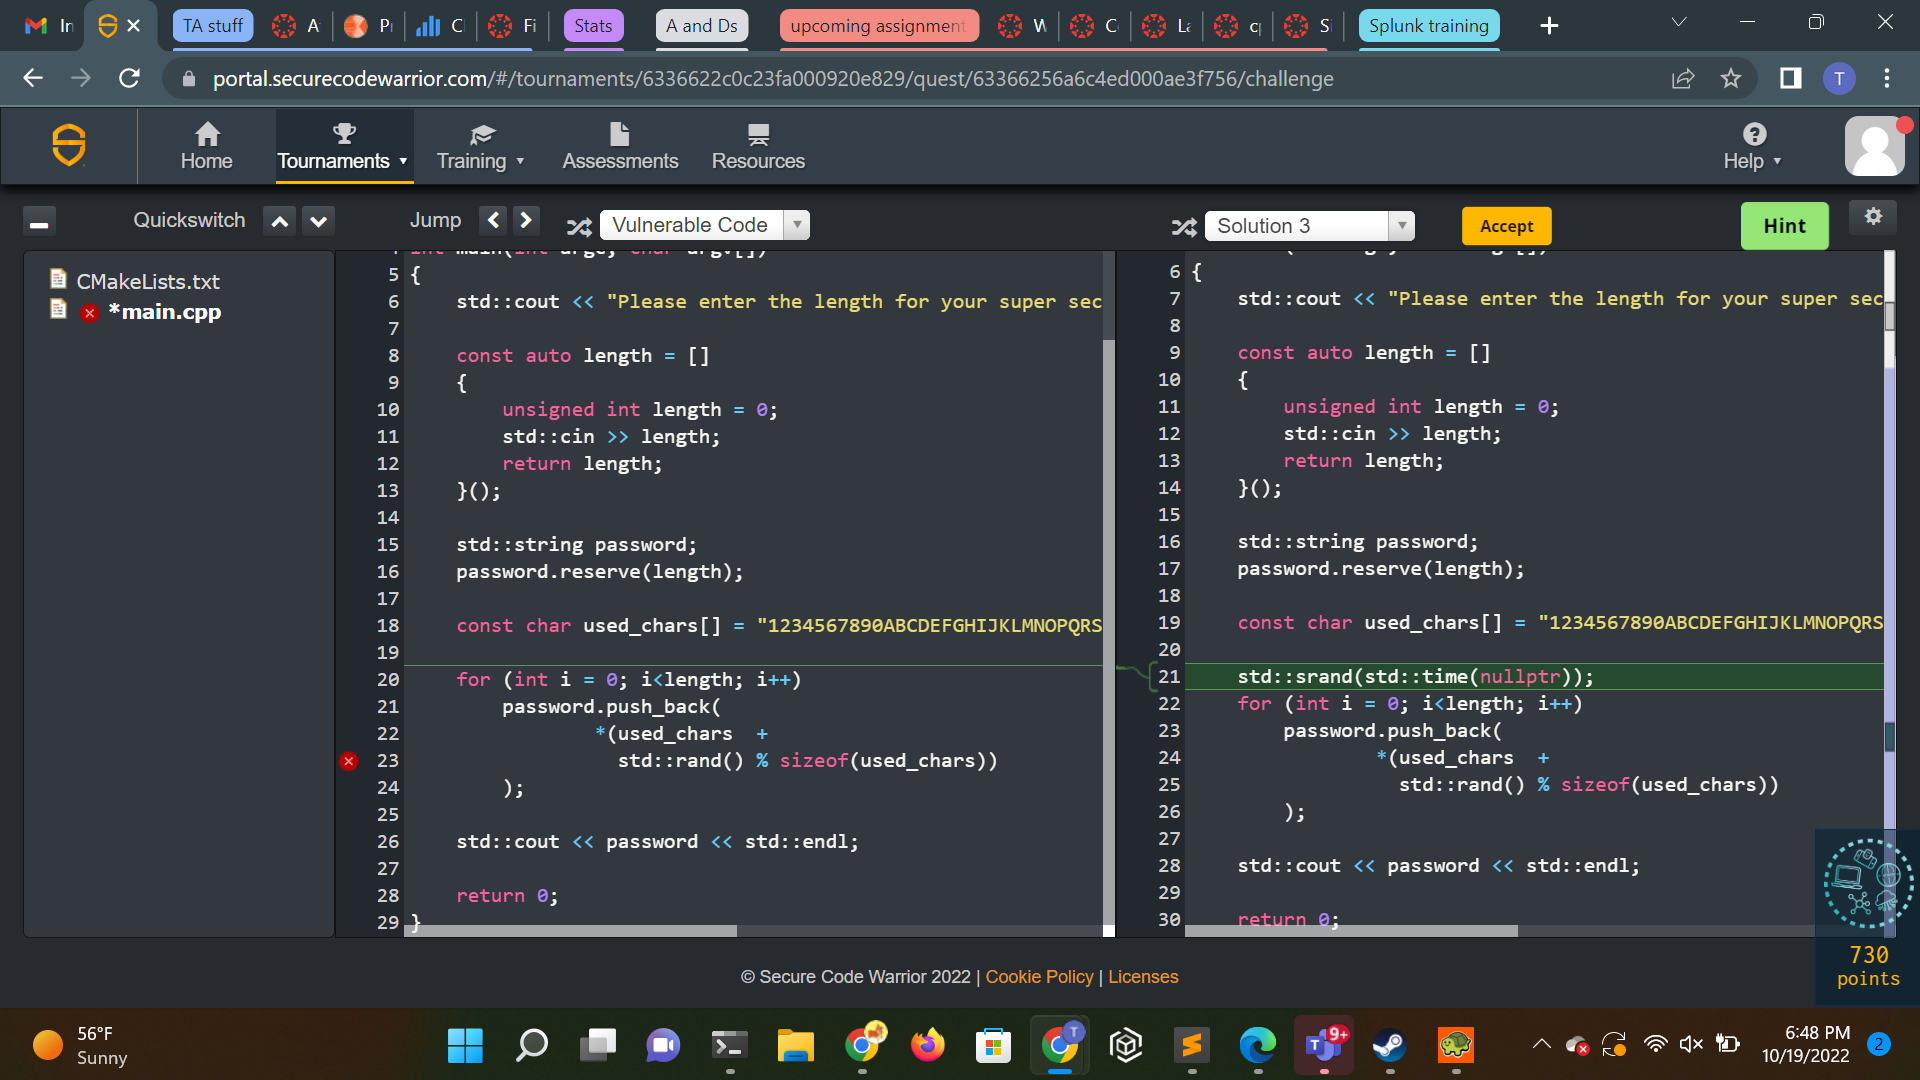 In
TA stuff
A
P
C
Fi
Stats
A and Ds
upcoming assignment
W
C
La
cp
Si
Splunk training
portal.securecodewarrior.com/#/tournaments/6336622c0c23fa000920e829/quest/63366256a6c4ed000ae3f756/challenge
T
Home
Tournaments
Training
Assessments
Resources
Help
Quickswitch
Jump
Vulnerable Code
Solution 3
Accept
Hint
CMakeLists.txt
*main.cpp
5 {
6 std::cout << "Please enter the length for your super sec
7
8 const auto length = []
9 {
10 unsigned int length = 0;
11 std::cin >> length;
12 return length;
13 }();
14
15 std::string password;
16 password.reserve(length);
17
18 const char used_chars[] = "1234567890ABCDEFGHIJKLMNOPQRS
19
20 for (int i = 0; i<length; i++)
21 password.push_back(
22 *(used_chars +
23 std::rand() % sizeof(used_chars))
24 );
25
26 std::cout << password << std::endl;
27
28 return 0;
29 }
6 {
7 std::cout << "Please enter the length for your super sec
8
9 const auto length = []
10 {
11 unsigned int length = 0;
12 std::cin >> length;
13 return length;
14 }();
15
16 std::string password;
17 password.reserve(length);
18
19 const char used_chars[] = "1234567890ABCDEFGHIJKLMNOPQRS
20
21 std::srand(std::time(nullptr));
22 for (int i = 0; i<length; i++)
23 password.push_back(
24 *(used_chars +
25 std::rand() % sizeof(used_chars))
26 );
27
28 std::cout << password << std::endl;
29
30 return 0;
730
points
© Secure Code Warrior 2022 | Cookie Policy | Licenses
56°F
Sunny
T
9+
6:48 PM
10/19/2022
2